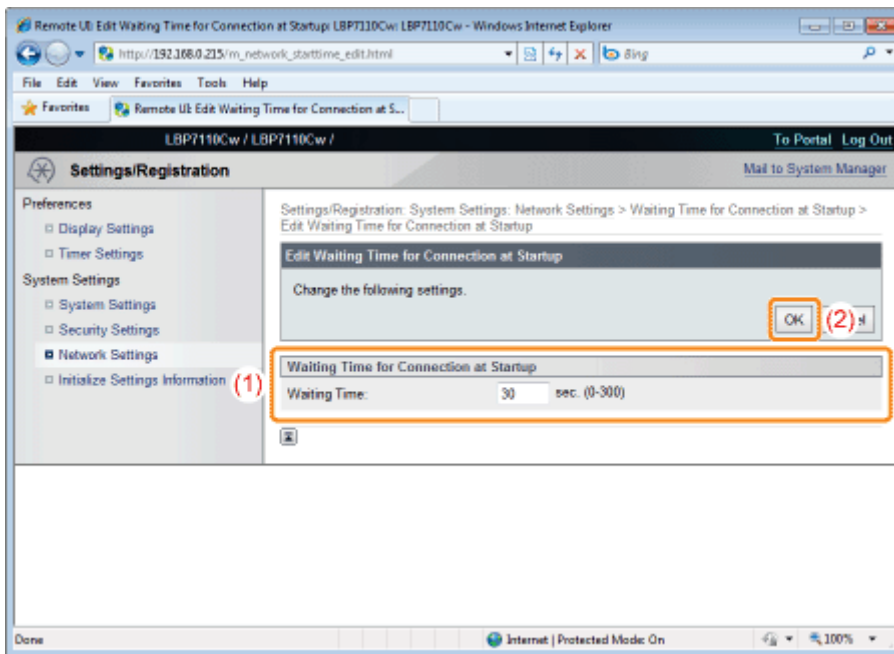 Remote UI: Edit Waiting Time for Connection at Startup: LBP7110Cw: LBP7110Cw - Windows Internet Explorer
http://192.168.0.215/m_network_starttime_edit.html
Bing
File Edit View Favorites Tools Help
Favorites
Remote UI: Edit Waiting Time for Connection at S...
LBP7110Cw / LBP7110Cw /
To Portal Log Out
Settings/Registration
Mail to System Manager
Preferences
Display Settings
Timer Settings
System Settings
System Settings
Security Settings
Network Settings
Initialize Settings Information
(1)
Settings/Registration: System Settings: Network Settings > Waiting Time for Connection at Startup >
Edit Waiting Time for Connection at Startup
Edit Waiting Time for Connection at Startup
Change the following settings.
OK
(2)
Waiting Time for Connection at Startup
Waiting Time: 30 sec. (0-300)
Done
Internet | Protected Mode: On
100%